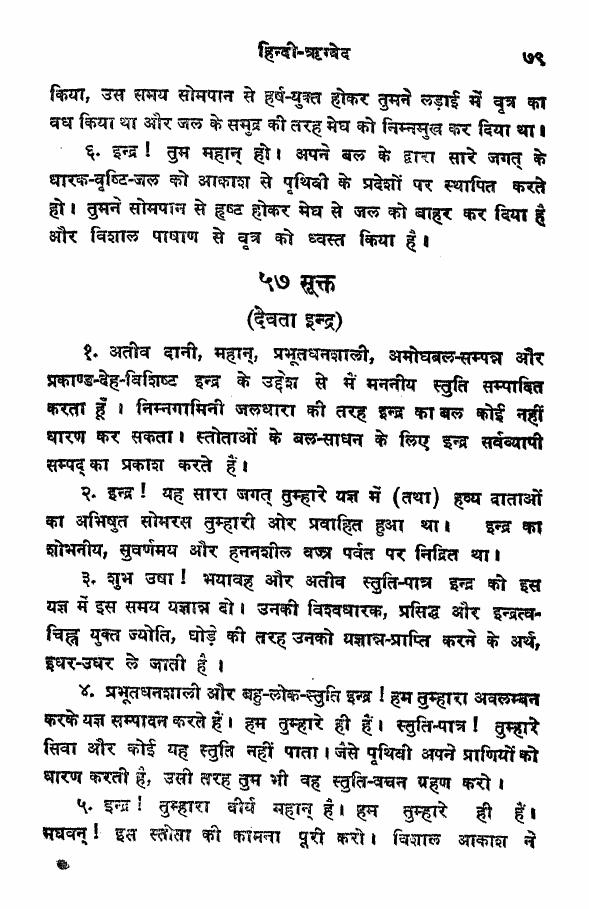 हिन्दी-ऋग्वेद ७९
किया, उस समय सोमपान से हर्ष-युक्त होकर तुमने लड़ाई में वृत्र का
वध किया था और जल के समुद्र की तरह मेघ को निम्नमुख कर दिया था।
६. इन्द्र! तुम महान् हो। अपने बल के द्वारा सारे जगत् के
धारक-वृष्टि-जल को आकाश से पृथिवी के प्रदेशों पर स्थापित करते
हो। तुमने सोमपान से हृष्ट होकर मेघ से जल को बाहर कर दिया है
और विशाल पाषाण से वृत्र को ध्वस्त किया है।
५७ सूक्त
(देवता इन्द्र)
१. अतीव दानी, महान्, प्रभूतधनशाली, अमोघबल-सम्पन्न और
प्रकाण्ड-देह-विशिष्ट इन्द्र के उद्देश से मैं मननीय स्तुति सम्पादित
करता हूँ। निम्नगामिनी जलधारा की तरह इन्द्र का बल कोई नहीं
धारण कर सकता। स्तोताओं के बल-साधन के लिए इन्द्र सर्वव्यापी
सम्पद् का प्रकाश करते हैं।
२. इन्द्र! यह सारा जगत् तुम्हारे यज्ञ में (तथा) हव्य दाताओं
का अभिषुत सोमरस तुम्हारी ओर प्रवाहित हुआ था। इन्द्र का
शोभनीय, सुवर्णमय और हननशील वज्र पर्वत पर निद्रित था।
३. शुभ उषा! भयावह और अतीव स्तुति-पात्र इन्द्र को इस
यज्ञ में इस समय यज्ञान्न दो। उनकी विश्वधारक, प्रसिद्ध और इन्द्रत्व-
चिह्न युक्त ज्योति, घोड़े की तरह उनको यज्ञान्न-प्राप्ति करने के अर्थ,
इधर-उधर ले जाती है।
४. प्रभूतधनशाली और बहु-लोक-स्तुति इन्द्र! हम तुम्हारा अवलम्बन
करके यज्ञ सम्पादन करते हैं। हम तुम्हारे ही हैं। स्तुति-पात्र! तुम्हारे
सिवा और कोई यह स्तुति नहीं पाता। जैसे पृथिवी अपने प्राणियों को
धारण करती है, उसी तरह तुम भी वह स्तुति-वचन ग्रहण करो।
५. इन्द्र! तुम्हारा वीर्य महान् है। हम तुम्हारे ही हैं।
मघवन्! इस स्तोता की कामना पूरी करो। विशाल आकाश ने